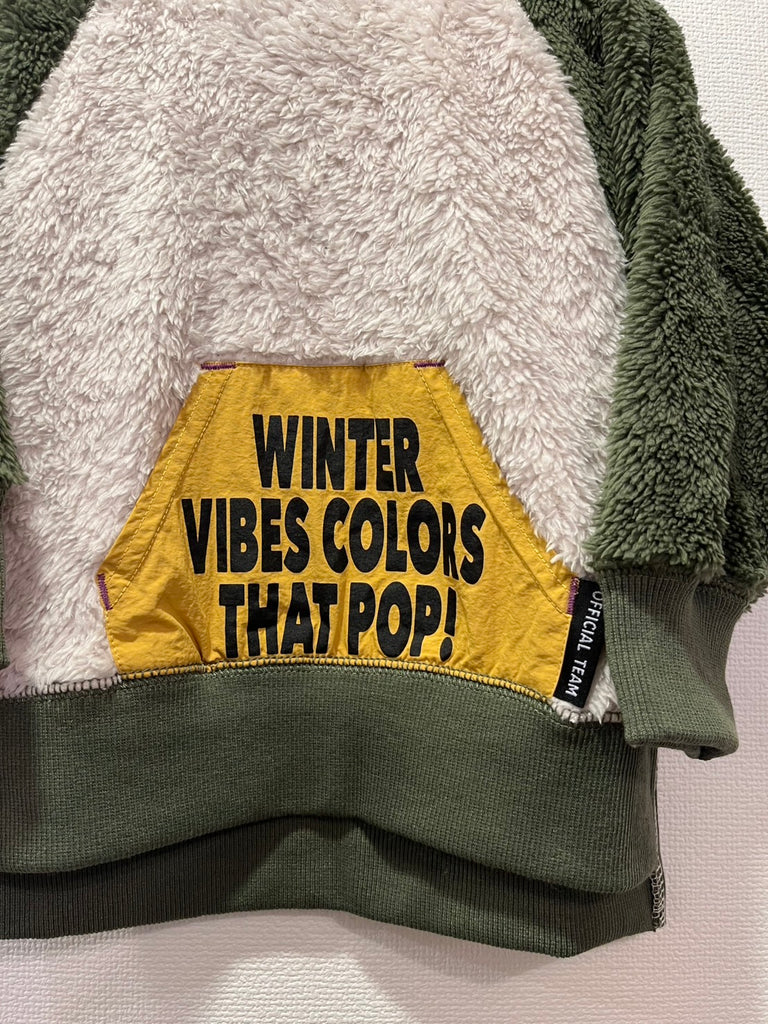 WINTER
VIBES COLORS
THAT POP!
OFFICIAL TEAM